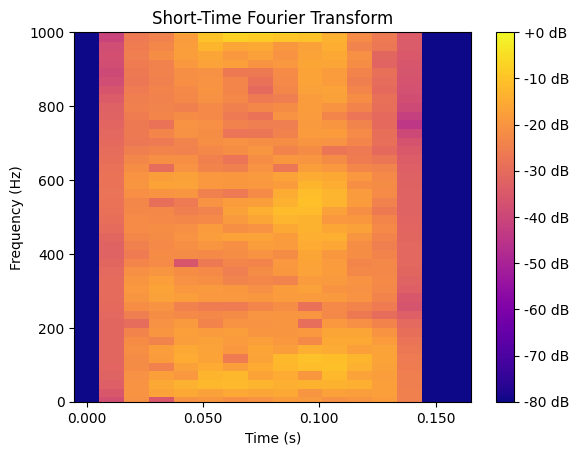 Short-Time Fourier Transform
1000
800
600
400
200
0
Frequency (Hz)
0.000
0.050
0.100
0.150
Time (s)
+0 dB
-10 dB
-20 dB
-30 dB
-40 dB
-50 dB
-60 dB
-70 dB
-80 dB